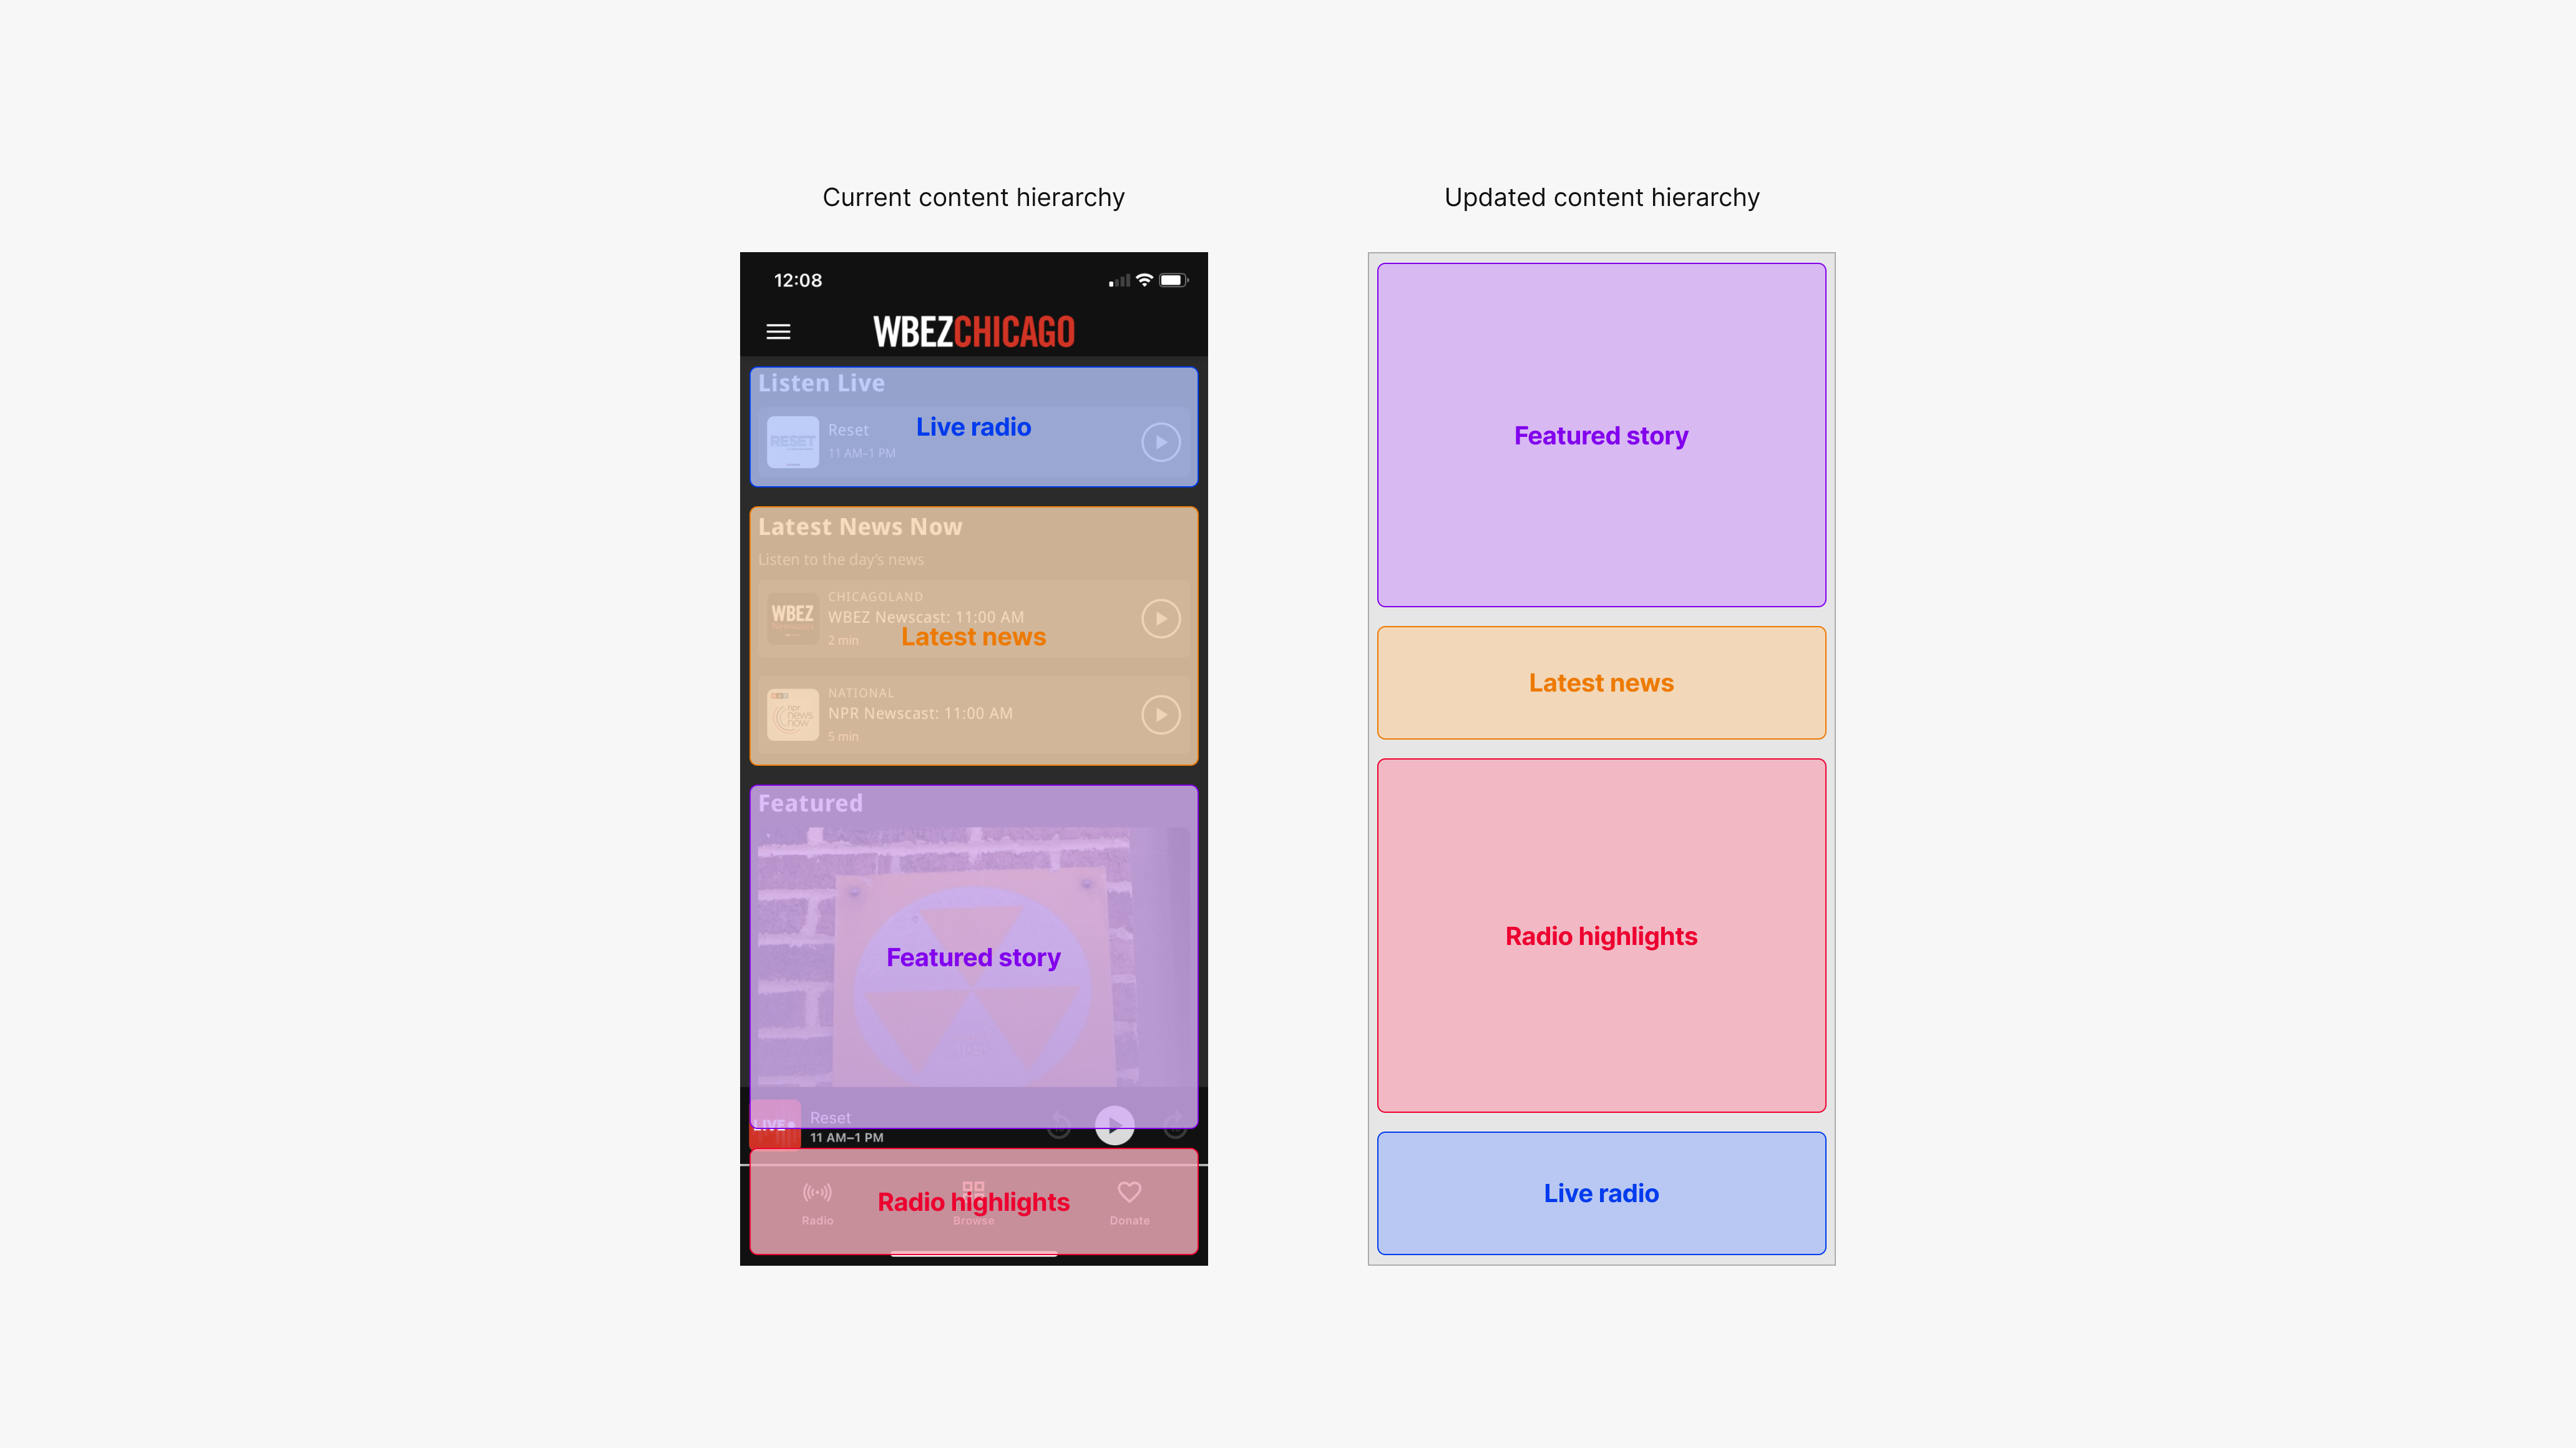 Current content hierarchy
Updated content hierarchy
12:08
WBEZCHICAGO
Listen Live
RESET
Reset
11 AM–1 PM
Live radio
Latest News Now
Listen to the day's news
WBEZ
CHICAGOLAND
WBEZ Newscast: 11:00 AM
2 min
Latest news
npr
news
now
NATIONAL
NPR Newscast: 11:00 AM
5 min
Featured
Featured story
LIVE
Reset
11 AM–1 PM
Radio highlights
Radio
Browse
Donate
Featured story
Latest news
Radio highlights
Live radio